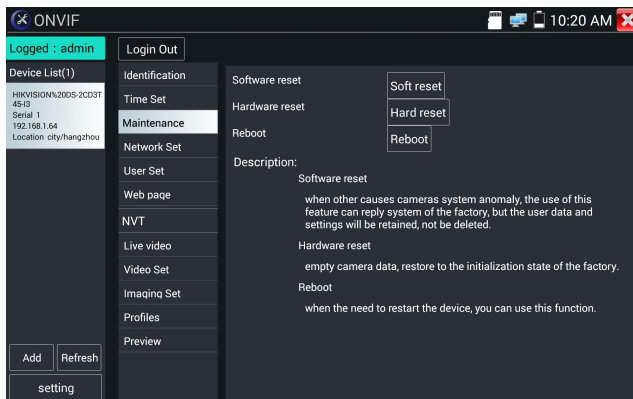 ONVIF
10:20 AM
Logged : admin
Login Out
Device List(1)
HIKVISION%20DS-2CD3T
45-I3
Serial 1
192.168.1.64
Location city/hangzhou
Add
Refresh
setting
Identification
Time Set
Maintenance
Network Set
User Set
Web page
NVT
Live video
Video Set
Imaging Set
Profiles
Preview
Software reset
Soft reset
Hardware reset
Hard reset
Reboot
Reboot
Description:
Software reset
when other causes cameras system anomaly, the use of this
feature can reply system of the factory, but the user data and
settings will be retained, not be deleted.
Hardware reset
empty camera data, restore to the initialization state of the factory.
Reboot
when the need to restart the device, you can use this function.